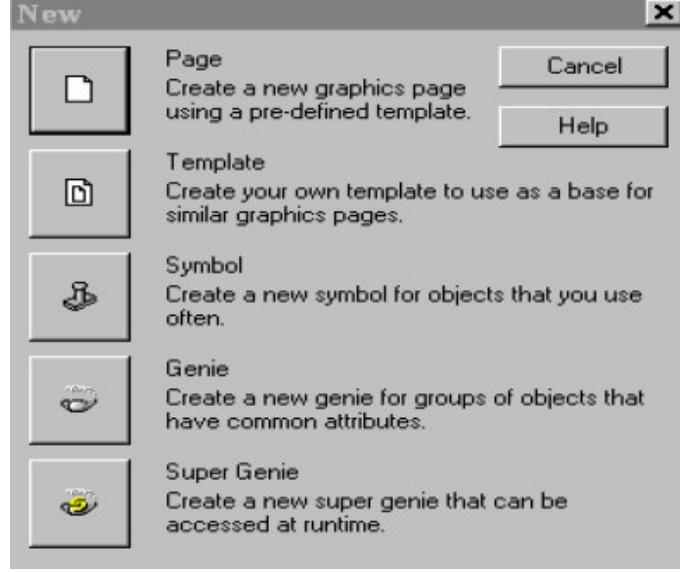 New
Page
Create a new graphics page
using a pre-defined template.
Cancel
Help
Template
Create your own template to use as a base for
similar graphics pages.
Symbol
Create a new symbol for objects that you use
often.
Genie
Create a new genie for groups of objects that
have common attributes.
Super Genie
Create a new super genie that can be
accessed at runtime.